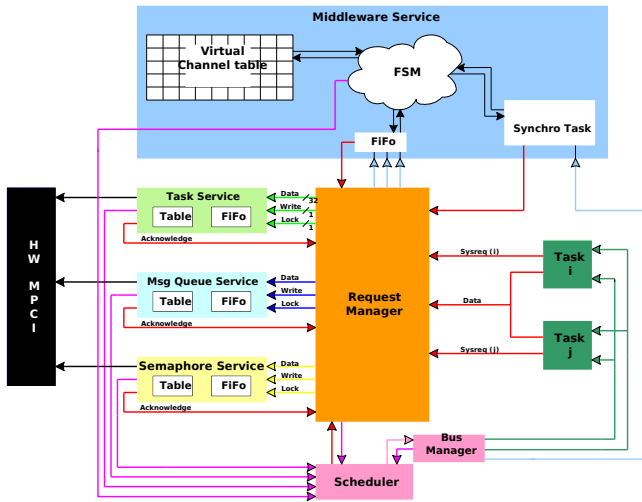 Middleware Service
Virtual
Channel table
FSM
Synchro Task
FiFo
Task Service
Table
FiFo
Data
32
Write
1
Lock
1
Acknowledge
HW MPCI
Msg Queue Service
Table
FiFo
Data
Write
Lock
Acknowledge
Request
Manager
Sysreq (i)
Data
Sysreq (j)
Task
i
Task
j
Semaphore Service
Table
FiFo
Data
Write
Lock
Acknowledge
Bus
Manager
Scheduler